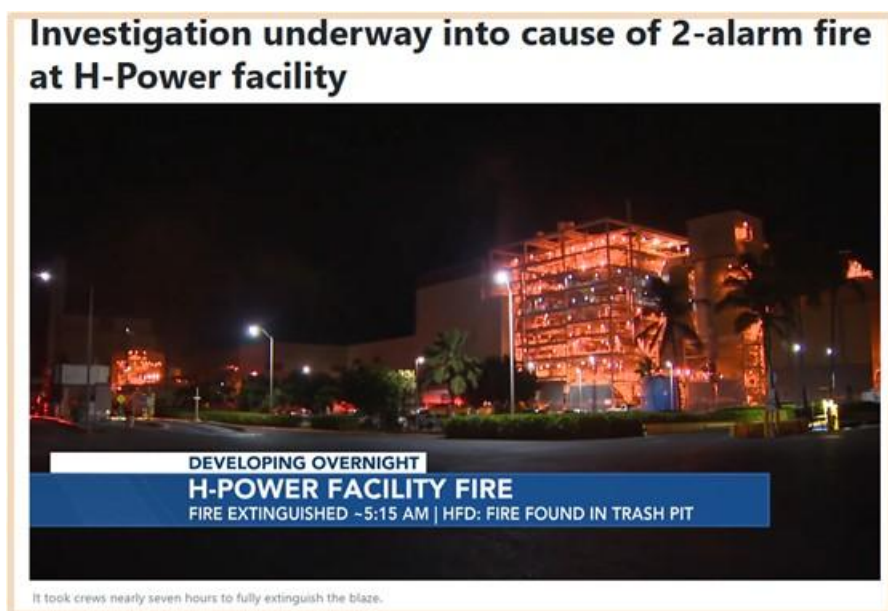 Investigation underway into cause of 2-alarm fire
at H-Power facility
DEVELOPING OVERNIGHT
H-POWER FACILITY FIRE
FIRE EXTINGUISHED ~5:15 AM | HFD: FIRE FOUND IN TRASH PIT
It took crews nearly seven hours to fully extinguish the blaze.